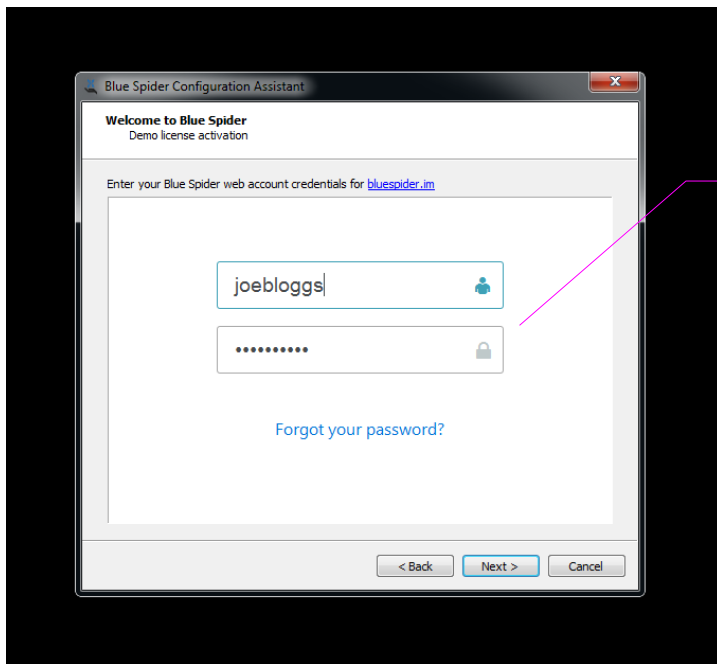 Blue Spider Configuration Assistant
Welcome to Blue Spider
Demo license activation
Enter your Blue Spider web account credentials for bluespider.im
joebloggs
••••••••••
Forgot your password?
< Back Next > Cancel